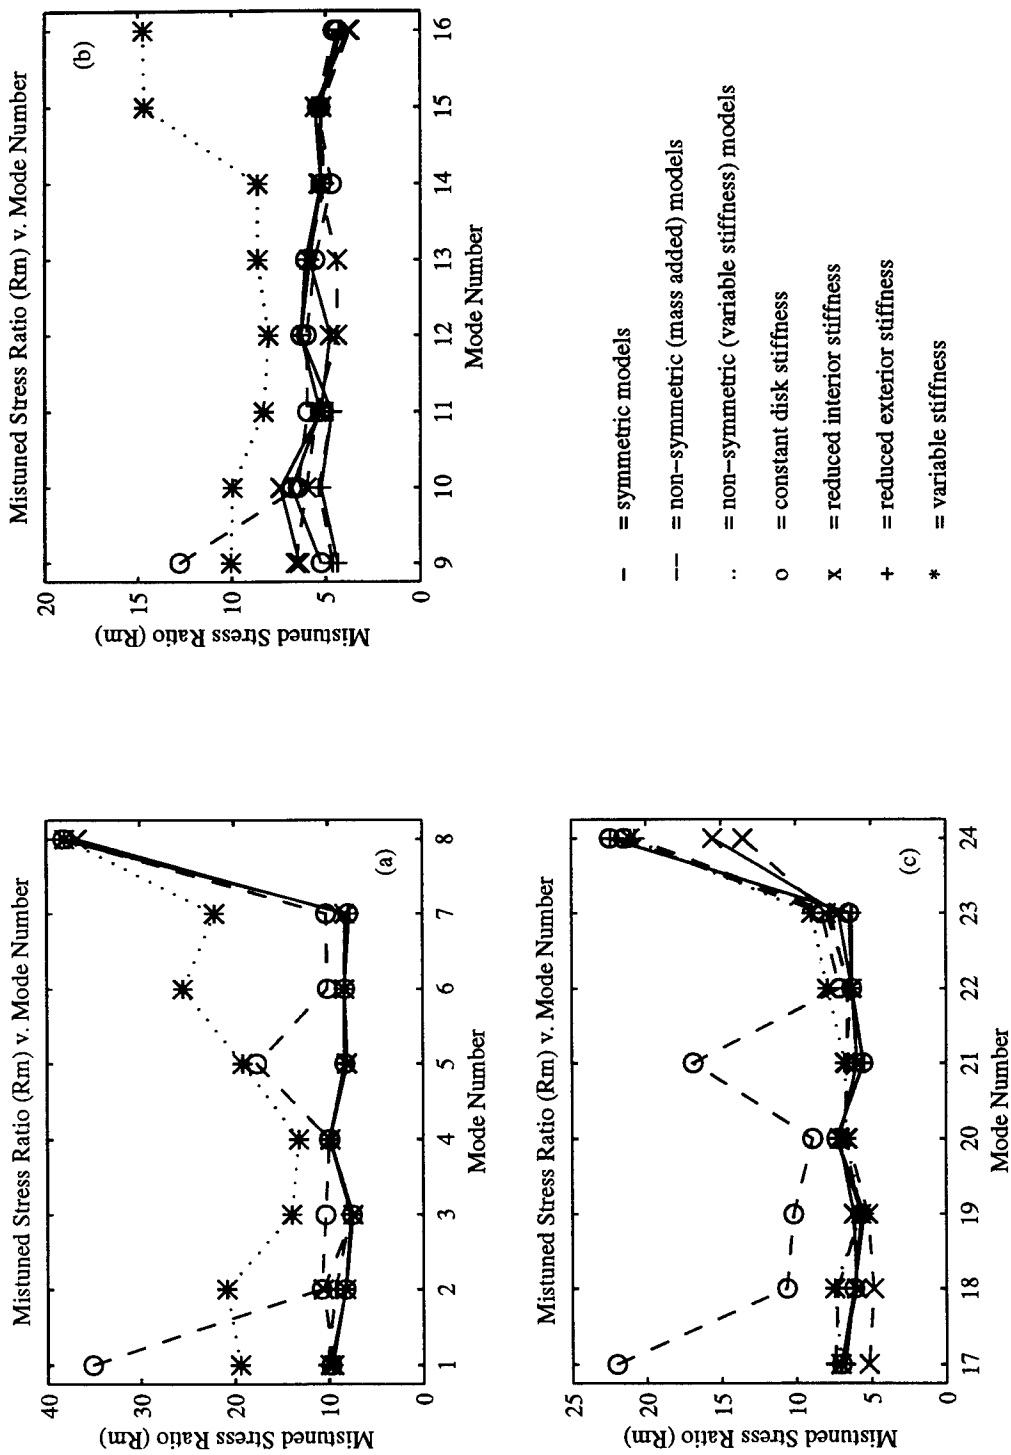 Mistuned Stress Ratio (Rm) v. Mode Number
40
30
20
10
0
Mistuned Stress Ratio (Rm)
(a)
1 2 3 4 5 6 7 8
Mode Number
Mistuned Stress Ratio (Rm) v. Mode Number
20
15
10
5
0
Mistuned Stress Ratio (Rm)
(b)
9 10 11 12 13 14 15 16
Mode Number
Mistuned Stress Ratio (Rm) v. Mode Number
25
20
15
10
5
0
Mistuned Stress Ratio (Rm)
(c)
17 18 19 20 21 22 23 24
Mode Number
– = symmetric models
–– = non–symmetric (mass added) models
.. = non–symmetric (variable stiffness) models
o = constant disk stiffness
x = reduced interior stiffness
+ = reduced exterior stiffness
* = variable stiffness